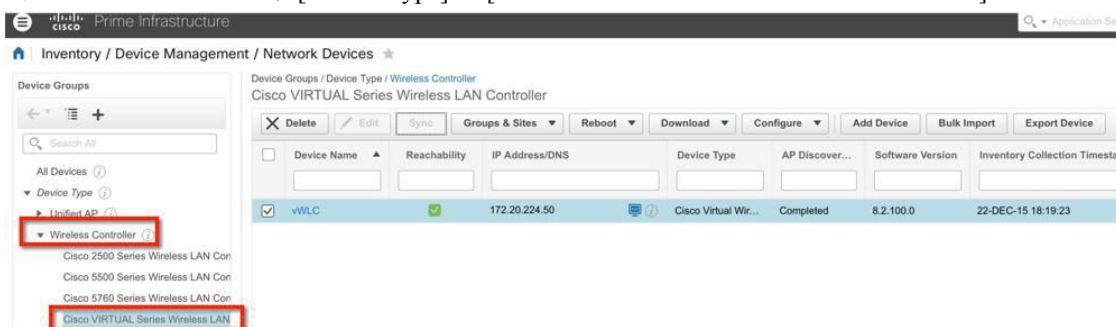 cisco Prime Infrastructure
Application Se
Inventory / Device Management / Network Devices
Device Groups
Search All
All Devices
Device Type
Unified AP
Wireless Controller
Cisco 2500 Series Wireless LAN Con
Cisco 5500 Series Wireless LAN Con
Cisco 5760 Series Wireless LAN Con
Cisco VIRTUAL Series Wireless LAN
Device Groups / Device Type / Wireless Controller
Cisco VIRTUAL Series Wireless LAN Controller
Delete Edit Sync Groups & Sites Reboot Download Configure Add Device Bulk Import Export Device
Device Name Reachability IP Address/DNS Device Type AP Discover... Software Version Inventory Collection Timesta
vWLC 172.20.224.50 Cisco Virtual Wir... Completed 8.2.100.0 22-DEC-15 18:19:23